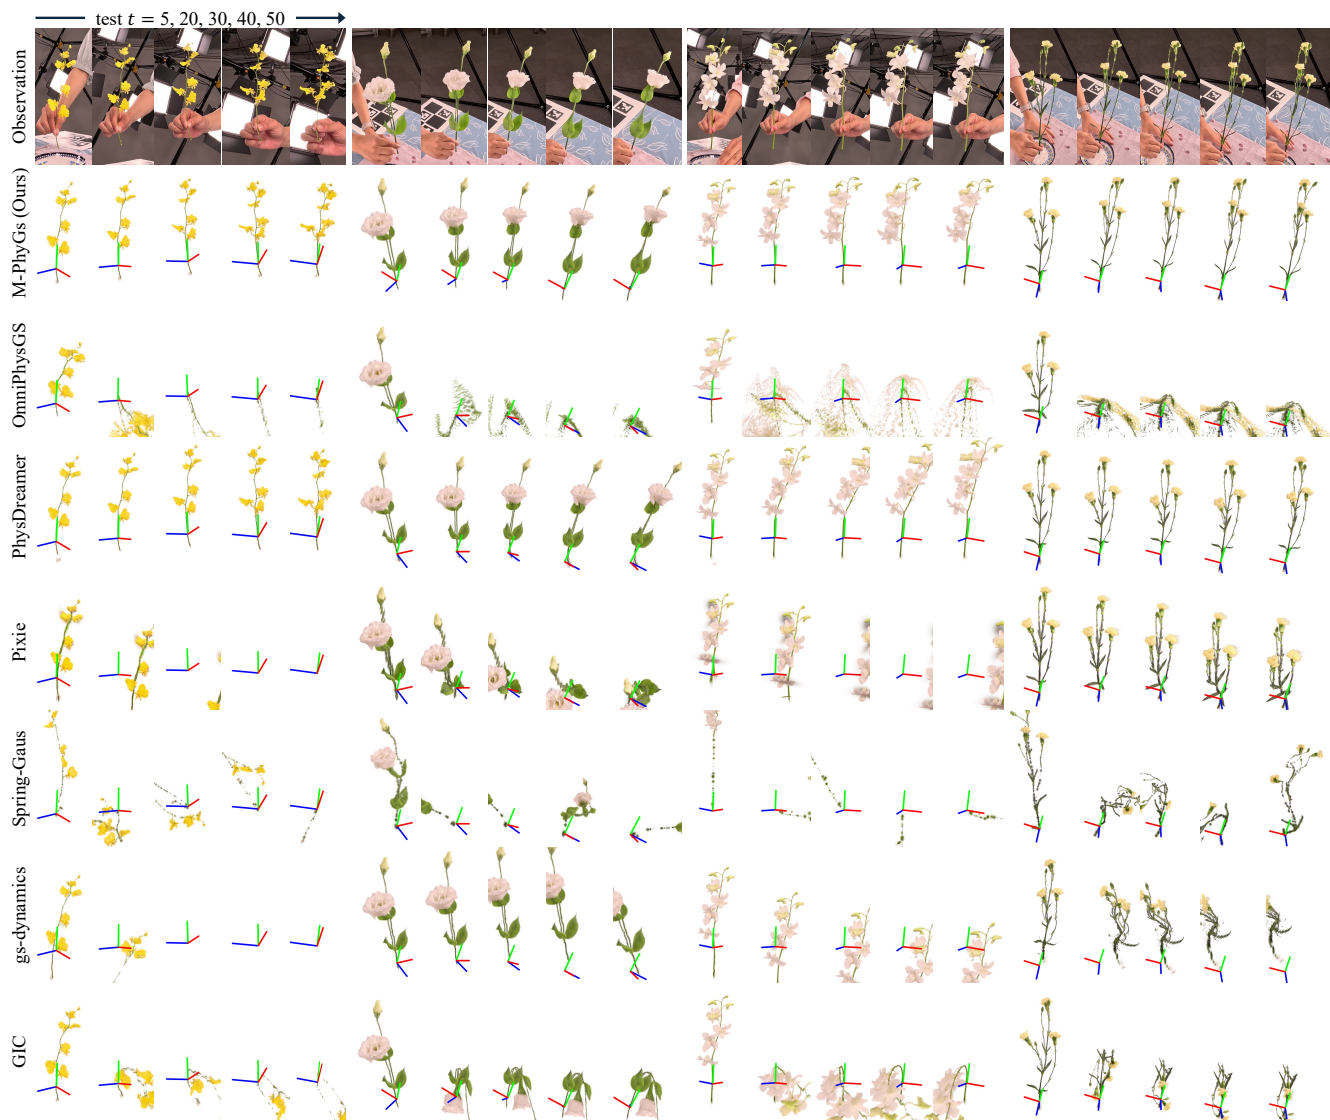 test t = 5, 20, 30, 40, 50
Observation
M-PhyGs (Ours)
OmniPhysGS
PhysDreamer
Pixie
Spring-Gaus
gs-dynamics
GIC